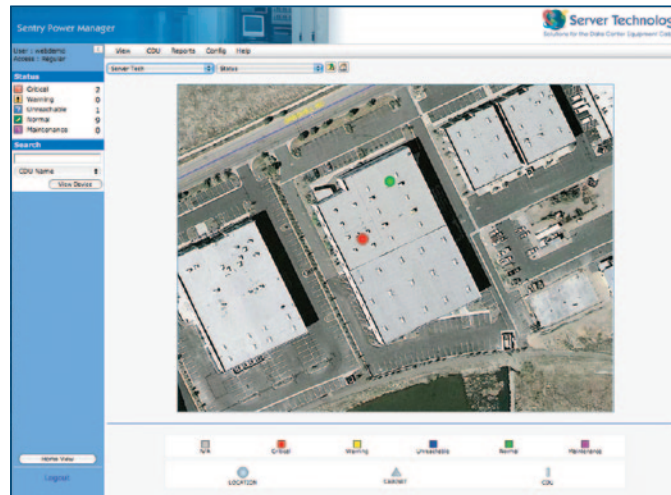 Sentry Power Manager
Server Technology
Solutions for the Data Center Equipment Cabinet
User : webdemo
Access : Regular
View CDU Reports Config Help
Server Tech
Status
Status
Critical 2
Warning 0
Unreachable 1
Normal 9
Maintenance 0
Search
CDU Name
View Device
Home View
Logout
N/A
Critical
Warning
Unreachable
Normal
Maintenance
LOCATION
CABINET
CDU